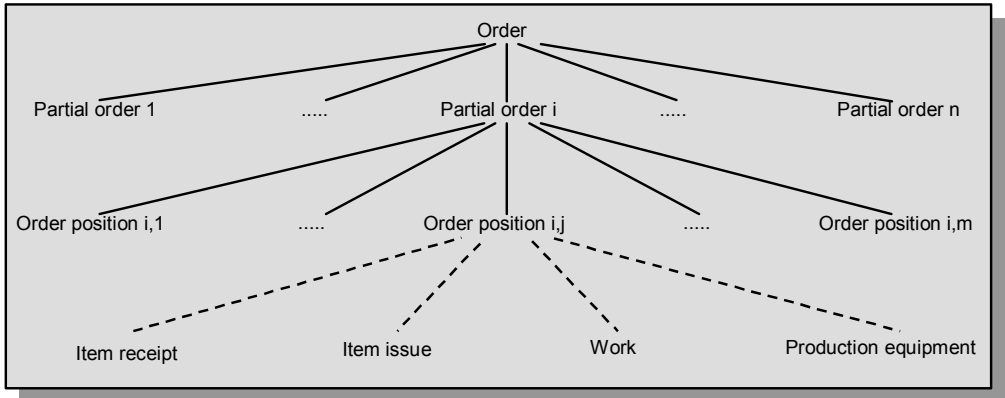 Order
Partial order 1 ..... Partial order i ..... Partial order n
Order position i,1 ..... Order position i,j ..... Order position i,m
Item receipt Item issue Work Production equipment